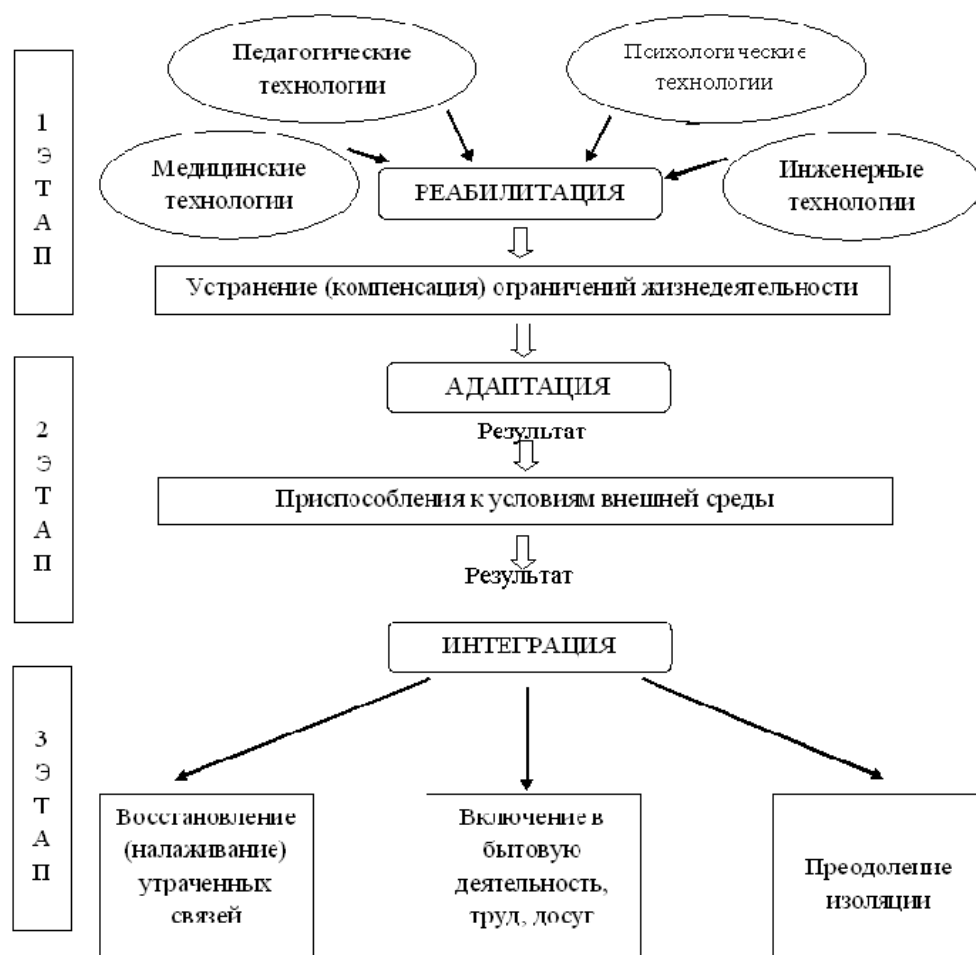 1
Э
Т
А
П
Педагогические
технологии
Психологические
технологии
Медицинские
технологии
РЕАБИЛИТАЦИЯ
Инженерные
технологии
Устранение (компенсация) ограничений жизнедеятельности
2
Э
Т
А
П
АДАПТАЦИЯ
Результат
Приспособления к условиям внешней среды
Результат
ИНТЕГРАЦИЯ
3
Э
Т
А
П
Восстановление
(налаживание)
утраченных
связей
Включение в
бытовую
деятельность,
труд, досуг
Преодоление
изоляции